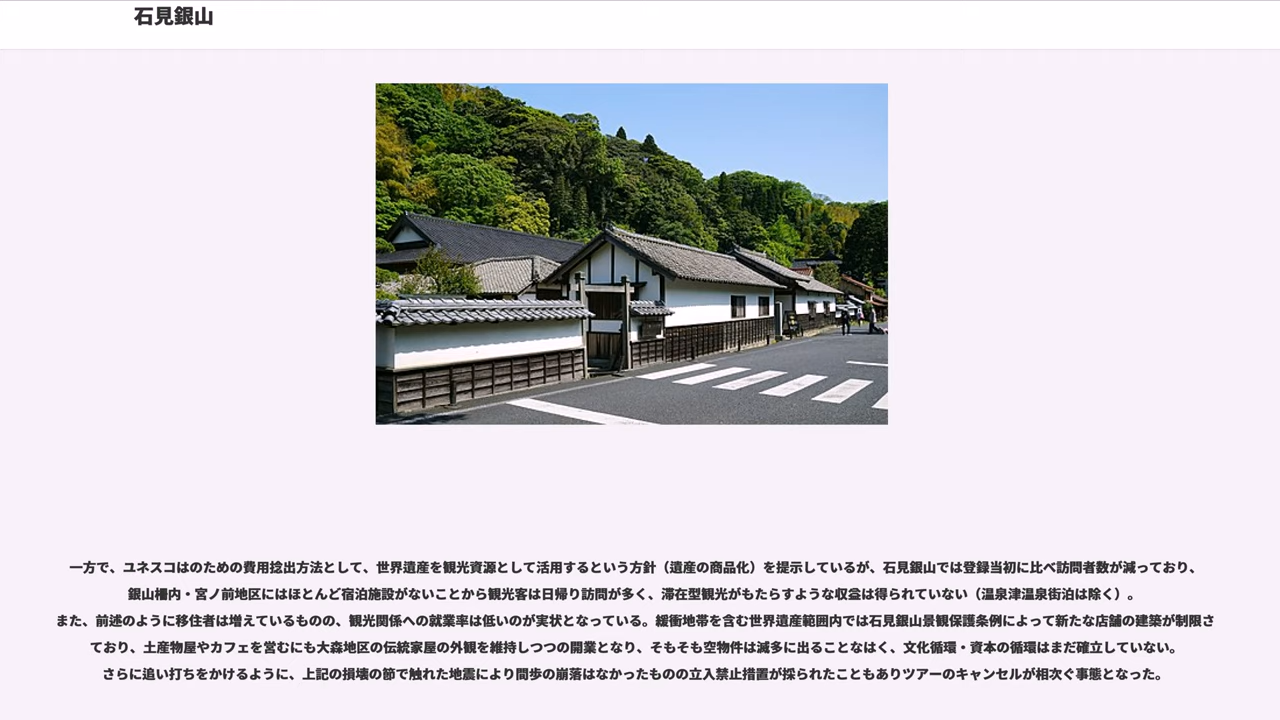 石見銀山
一方で、ユネスコはのための費用捻出方法として、世界遺産を観光資源として活用するという方針（遺産の商品化）を提示しているが、石見銀山では登録当初に比べ訪問者数が減っており、
銀山柵内・宮ノ前地区にはほとんど宿泊施設がないことから観光客は日帰り訪問が多く、滞在型観光がもたらすような収益は得られていない（温泉津温泉街泊は除く）。
また、前述のように移住者は増えているものの、観光関係への就業率は低いのが実状となっている。緩衝地帯を含む世界遺産範囲内では石見銀山景観保護条例によって新たな店舗の建築が制限さ
ており、土産物屋やカフェを営むにも大森地区の伝統家屋の外観を維持しつつの開業となり、そもそも空物件は滅多に出ることなはく、文化循環・資本の循環はまだ確立していない。
さらに追い打ちをかけるように、上記の損壊の節で触れた地震により間歩の崩落はなかったものの立入禁止措置が採られたこともありツアーのキャンセルが相次ぐ事態となった。